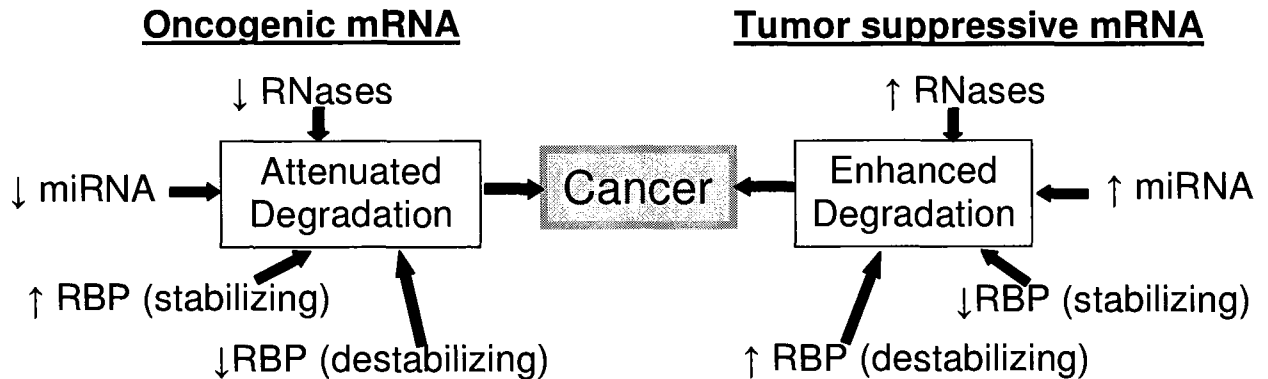 Oncogenic mRNA
Tumor suppressive mRNA
↓ RNases
↑ RNases
↓ miRNA
Attenuated
Degradation
Cancer
Enhanced
Degradation
↑ miRNA
↑ RBP (stabilizing)
↓RBP (destabilizing)
↓RBP (stabilizing)
↑ RBP (destabilizing)